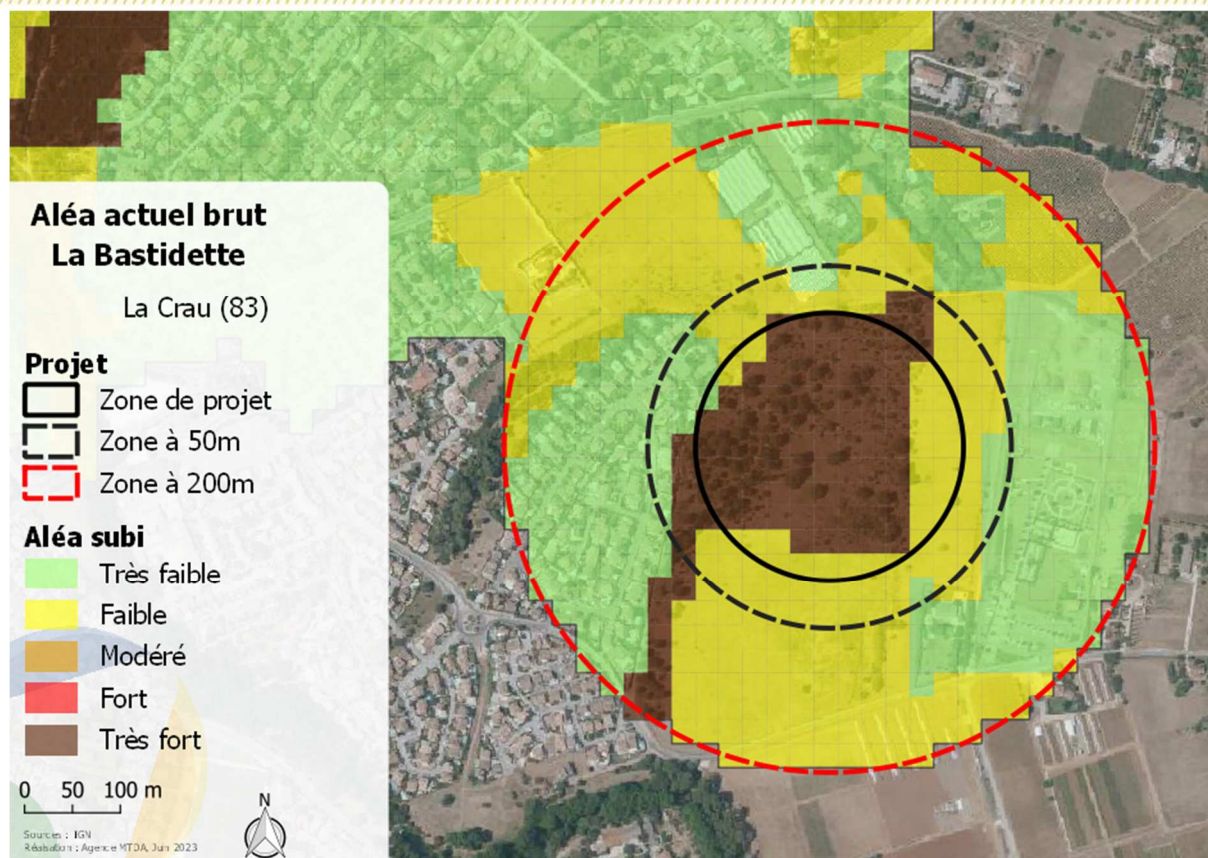 Aléa actuel brut
La Bastidette
La Crau (83)
Projet
Zone de projet
Zone à 50m
Zone à 200m
Aléa subi
Très faible
Faible
Modéré
Fort
Très fort
0 50 100 m
N
Sources : IGN
Réalisation : Agence MTDA, Juin 2023